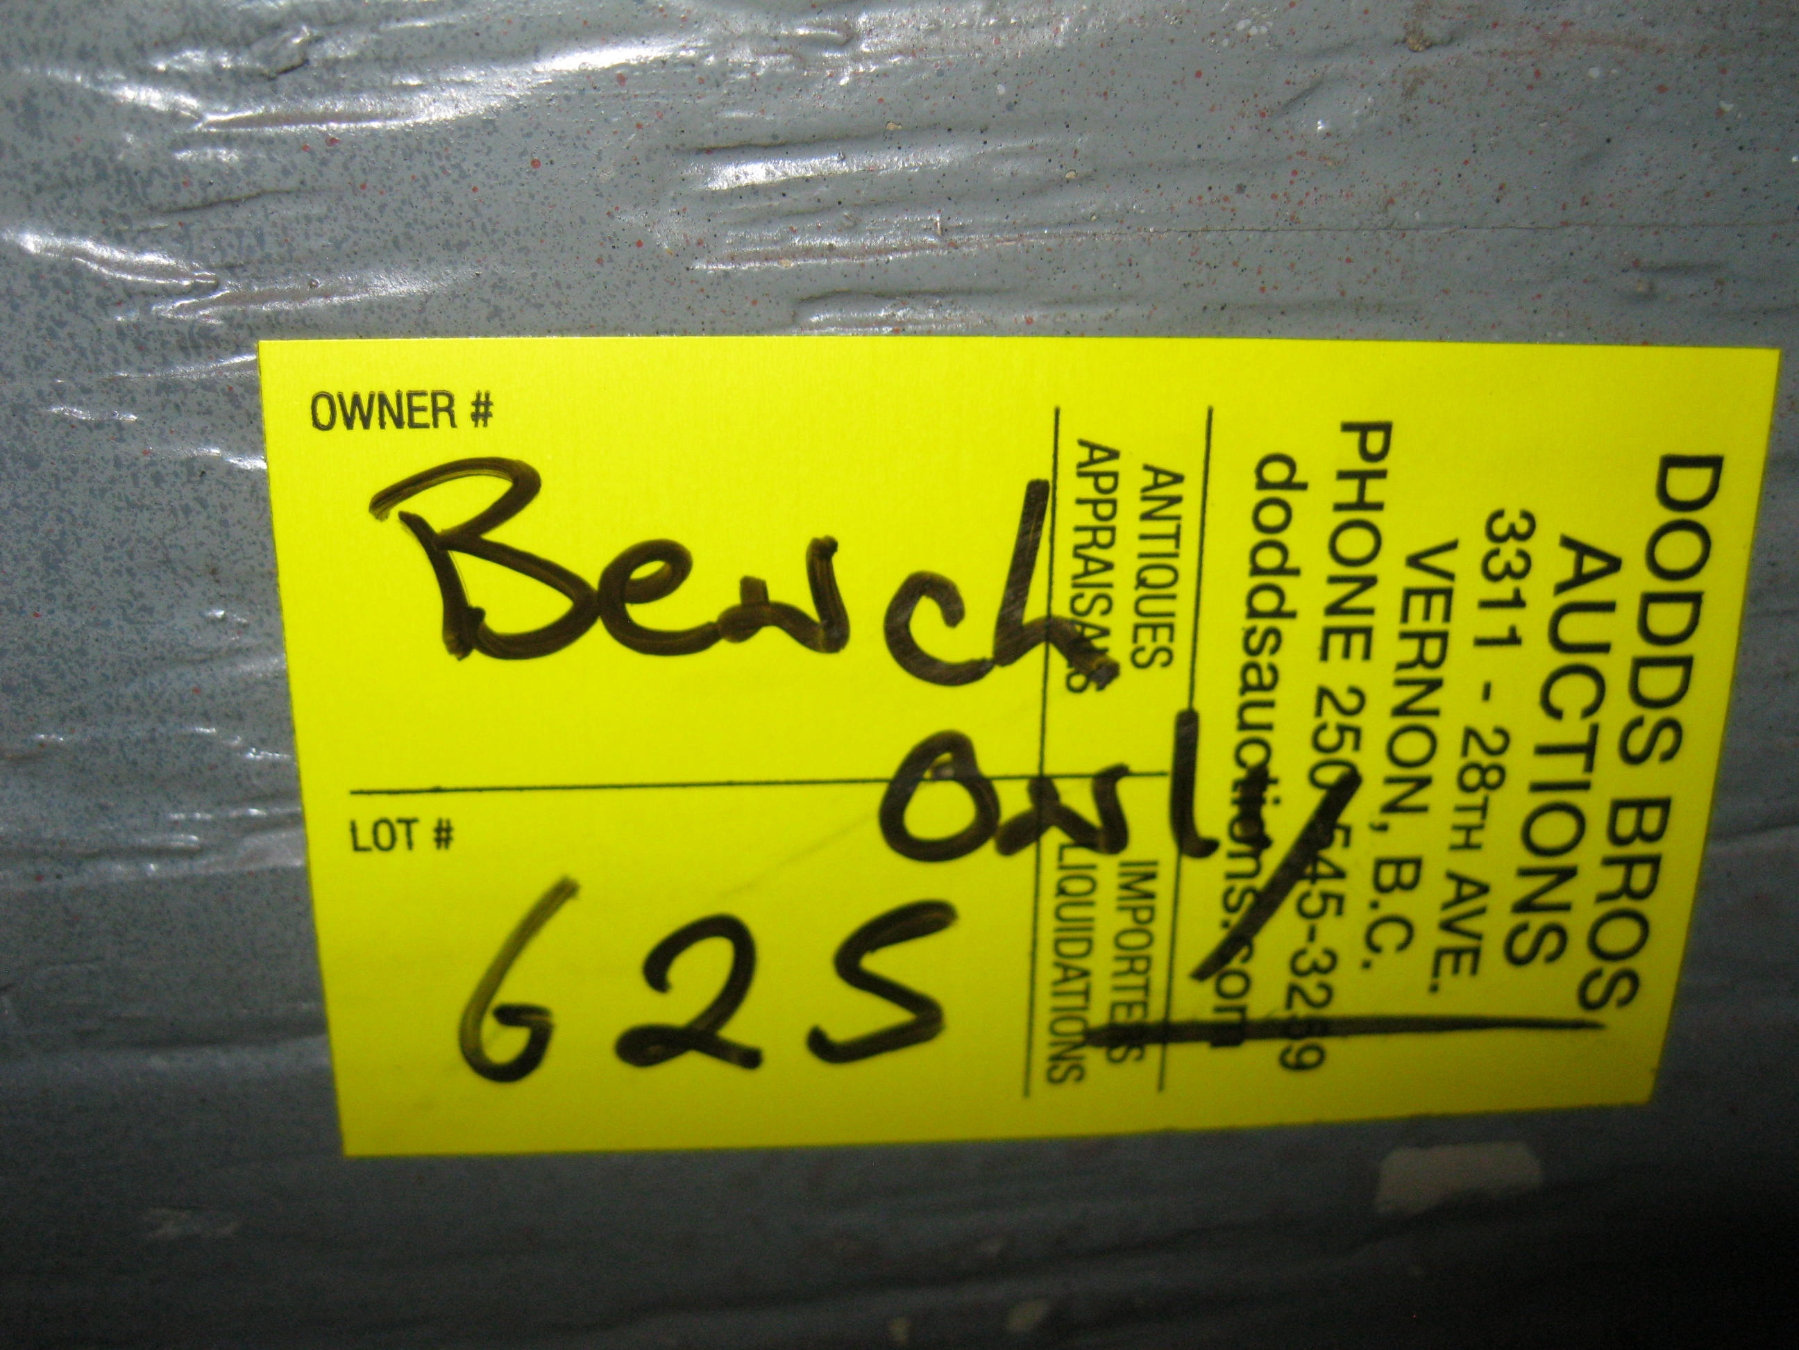 OWNER #
Bench
Only
LOT #
625
DODDS BROS
AUCTIONS
3311 - 28TH AVE.
VERNON, B.C.
PHONE 250-545-3259
doddsauctions.com
ANTIQUES IMPORTERS
APPRAISALS LIQUIDATIONS